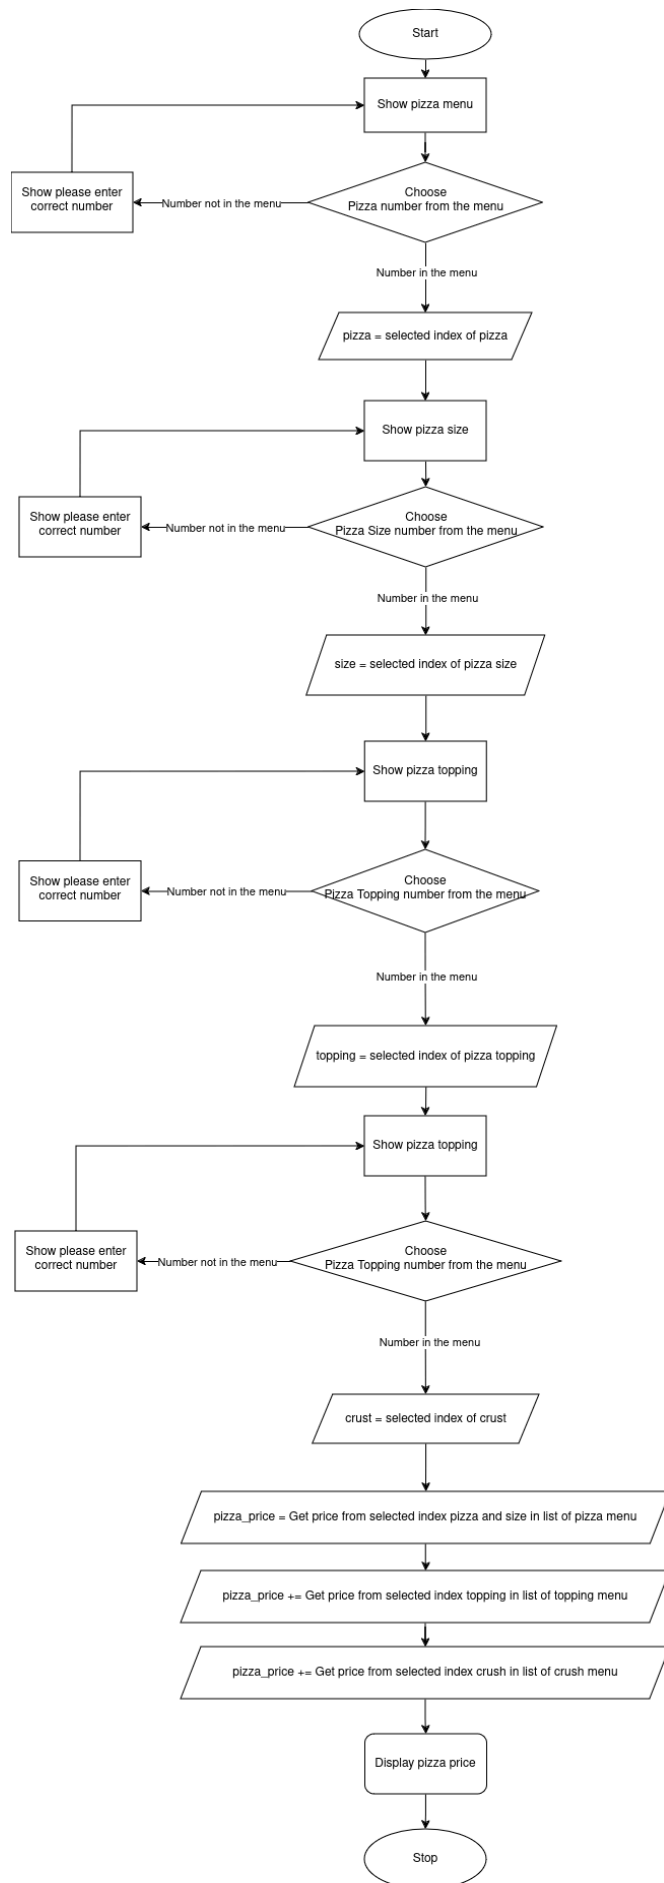 Start
Show pizza menu
Choose
Pizza number from the menu
Number not in the menu
Show please enter
correct number
Number in the menu
pizza = selected index of pizza
Show pizza size
Choose
Pizza Size number from the menu
Number not in the menu
Show please enter
correct number
Number in the menu
size = selected index of pizza size
Show pizza topping
Choose
Pizza Topping number from the menu
Number not in the menu
Show please enter
correct number
Number in the menu
topping = selected index of pizza topping
Show pizza topping
Choose
Pizza Topping number from the menu
Number not in the menu
Show please enter
correct number
Number in the menu
crust = selected index of crust
pizza_price = Get price from selected index pizza and size in list of pizza menu
pizza_price += Get price from selected index topping in list of topping menu
pizza_price += Get price from selected index crush in list of crush menu
Display pizza price
Stop